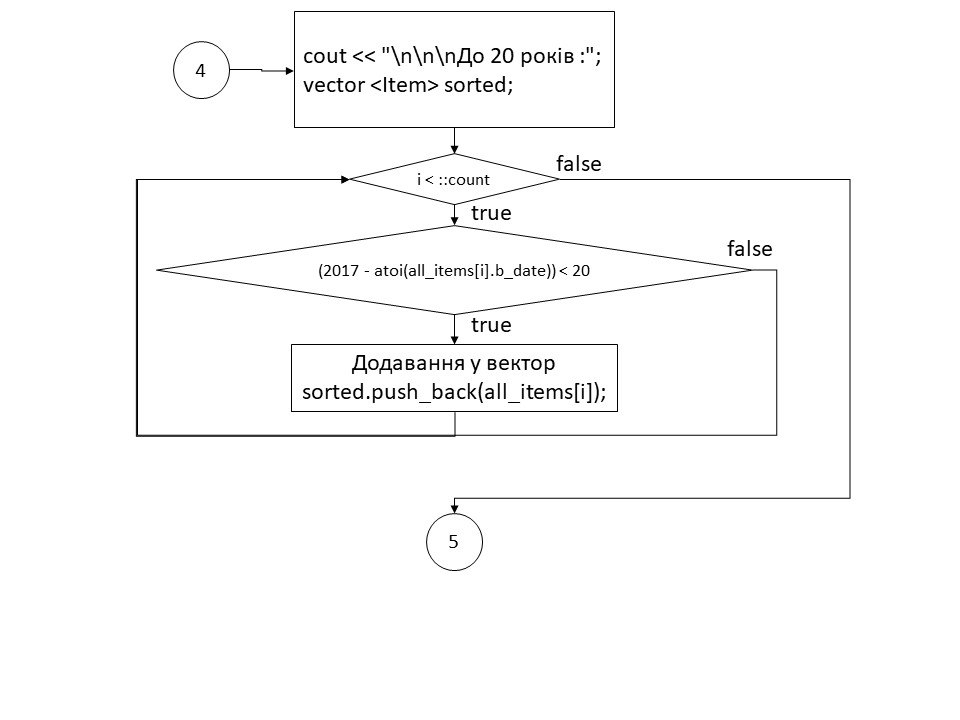 4
cout << "\n\n\nДо 20 років :";
vector <Item> sorted;
i < ::count
false
true
(2017 - atoi(all_items[i].b_date)) < 20
false
true
Додавання у вектор
sorted.push_back(all_items[i]);
5